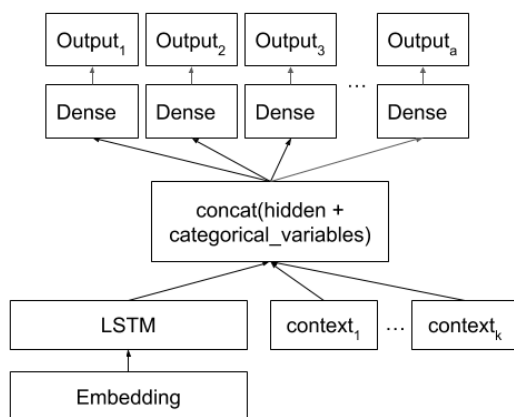 Output₁ Output₂ Output₃ Outputₐ
Dense Dense Dense ... Dense
concat(hidden +
categorical_variables)
LSTM context₁ ... contextₖ
Embedding